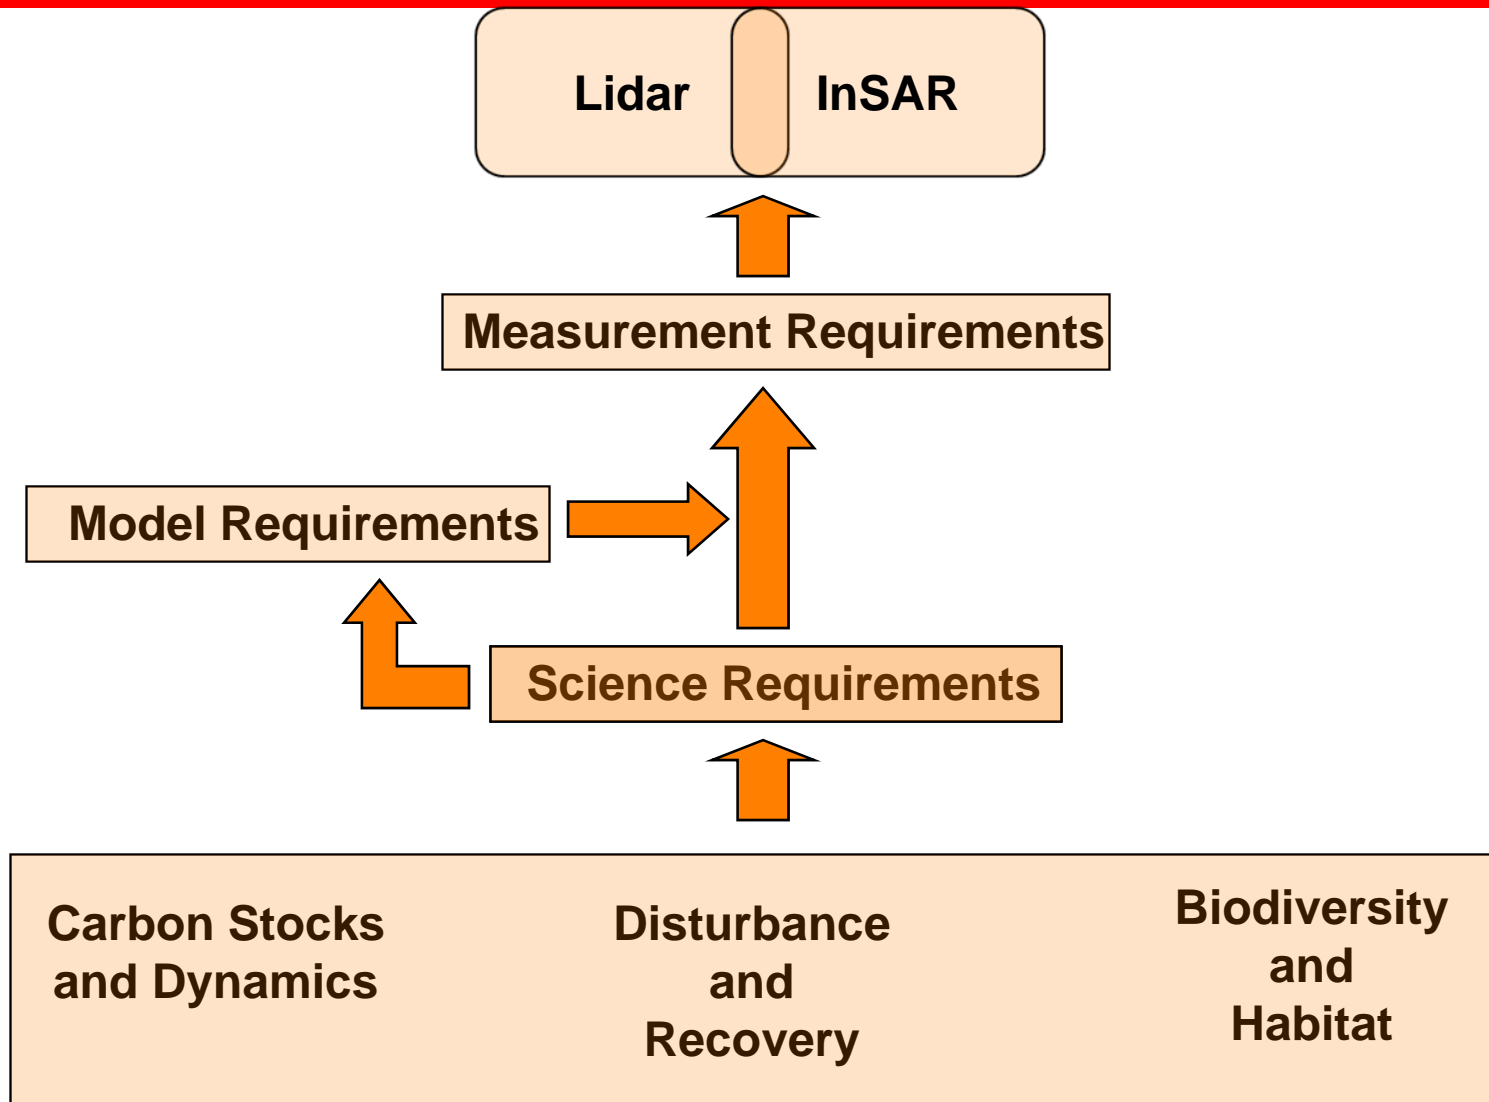 Lidar InSAR
Measurement Requirements
Model Requirements
Science Requirements
Carbon Stocks
and Dynamics
Disturbance
and
Recovery
Biodiversity
and
Habitat